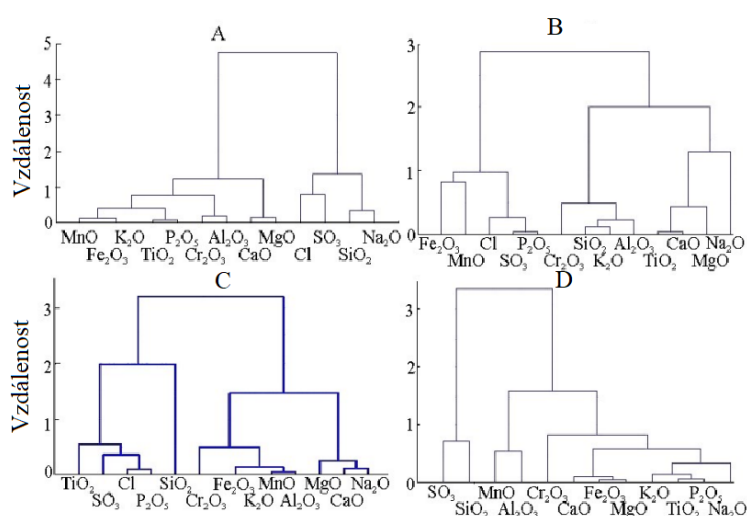 A
Vzdálenost
5
4
3
2
1
0
MnO K₂O P₂O₅ Al₂O₃ MgO SO₃ Na₂O
Fe₂O₃ TiO₂ Cr₂O₃ CaO Cl SiO₂
B
3
2
1
0
Fe₂O₃ Cl P₂O₅ SiO₂ Al₂O₃ CaO Na₂O
MnO SO₃ Cr₂O₃ K₂O TiO₂ MgO
C
Vzdálenost
3
2
1
0
TiO₂ Cl SiO₂ Fe₂O₃ MnO MgO Na₂O
SO₃ P₂O₅ Cr₂O₃ K₂O Al₂O₃ CaO
D
3
2
1
0
SO₃ MnO Cr₂O₃ Fe₂O₃ K₂O P₂O₅
SiO₂ Al₂O₃ CaO MgO TiO₂ Na₂O